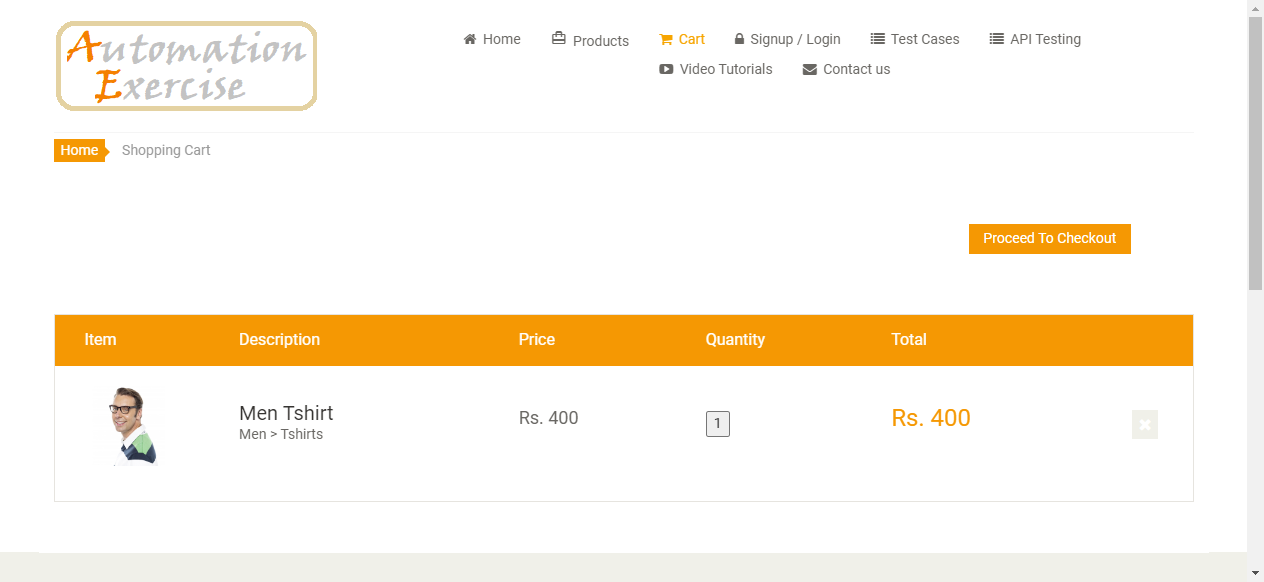 Automation
Exercise
Home Products Cart Signup / Login Test Cases API Testing
Video Tutorials Contact us
Home Shopping Cart
Proceed To Checkout
Item Description Price Quantity Total
Men Tshirt Rs. 400 1 Rs. 400
Men > Tshirts